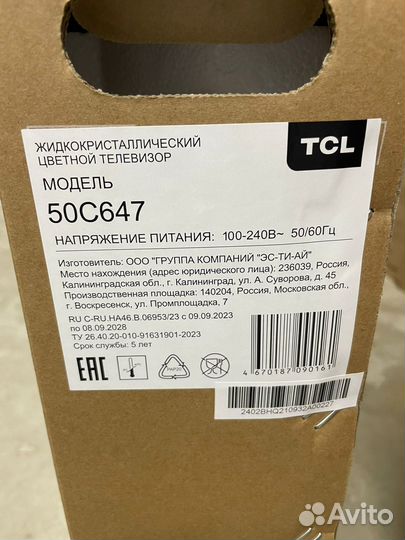 ЖИДКОКРИСТАЛЛИЧЕСКИЙ
ЦВЕТНОЙ ТЕЛЕВИЗОР
TCL
МОДЕЛЬ
50C647
НАПРЯЖЕНИЕ ПИТАНИЯ: 100-240В~ 50/60Гц
Изготовитель: ООО "ГРУППА КОМПАНИЙ "ЭС-ТИ-АЙ"
Место нахождения (адрес юридического лица): 236039, Россия,
Калининградская обл., г. Калининград, ул. А. Суворова, д. 45
Производственная площадка: 140204, Россия, Московская обл.,
г. Воскресенск, ул. Промплощадка, 7
RU C-RU.HA46.B.06953/23 с 09.09.2023
по 08.09.2028
ТУ 26.40.20-010-91631901-2023
Срок службы: 5 лет
EAC
PAP20
4 670187 090161
2402BHQ210932A00227
Avito